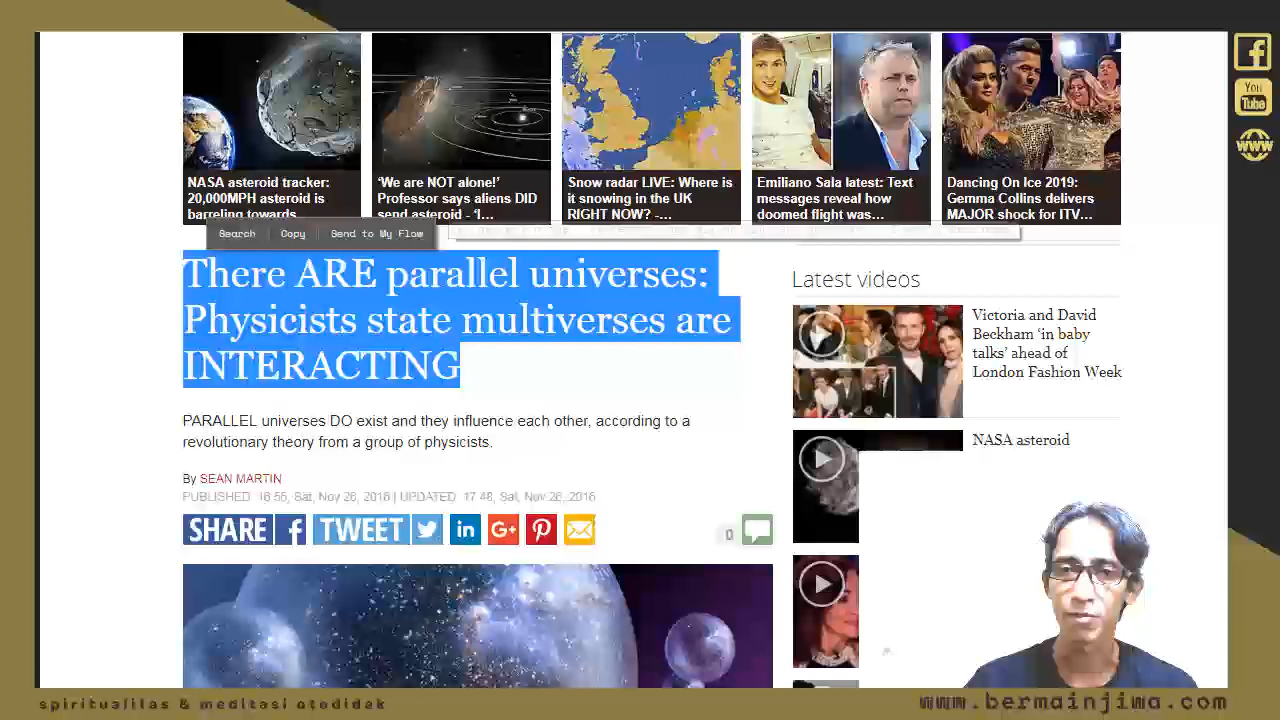 NASA asteroid tracker:
20,000MPH asteroid is
barreling towards
‘We are NOT alone!’
Professor says aliens DID
send asteroid - ‘I...
Snow radar LIVE: Where is
it snowing in the UK
RIGHT NOW? -...
Emiliano Sala latest: Text
messages reveal how
doomed flight was...
Dancing On Ice 2019:
Gemma Collins delivers
MAJOR shock for ITV...
Search Copy Send to My Flow
There ARE parallel universes:
Physicists state multiverses are
INTERACTING
PARALLEL universes DO exist and they influence each other, according to a
revolutionary theory from a group of physicists.
By SEAN MARTIN
PUBLISHED: 16:55, Sat, Nov 26, 2016 | UPDATED: 17:48, Sat, Nov 26, 2016
SHARE f TWEET in G+
0
Latest videos
Victoria and David
Beckham ‘in baby
talks’ ahead of
London Fashion Week
NASA asteroid
f
You
Tube
www
spiritualitas & meditasi otodidak
www.bermainjiwa.com